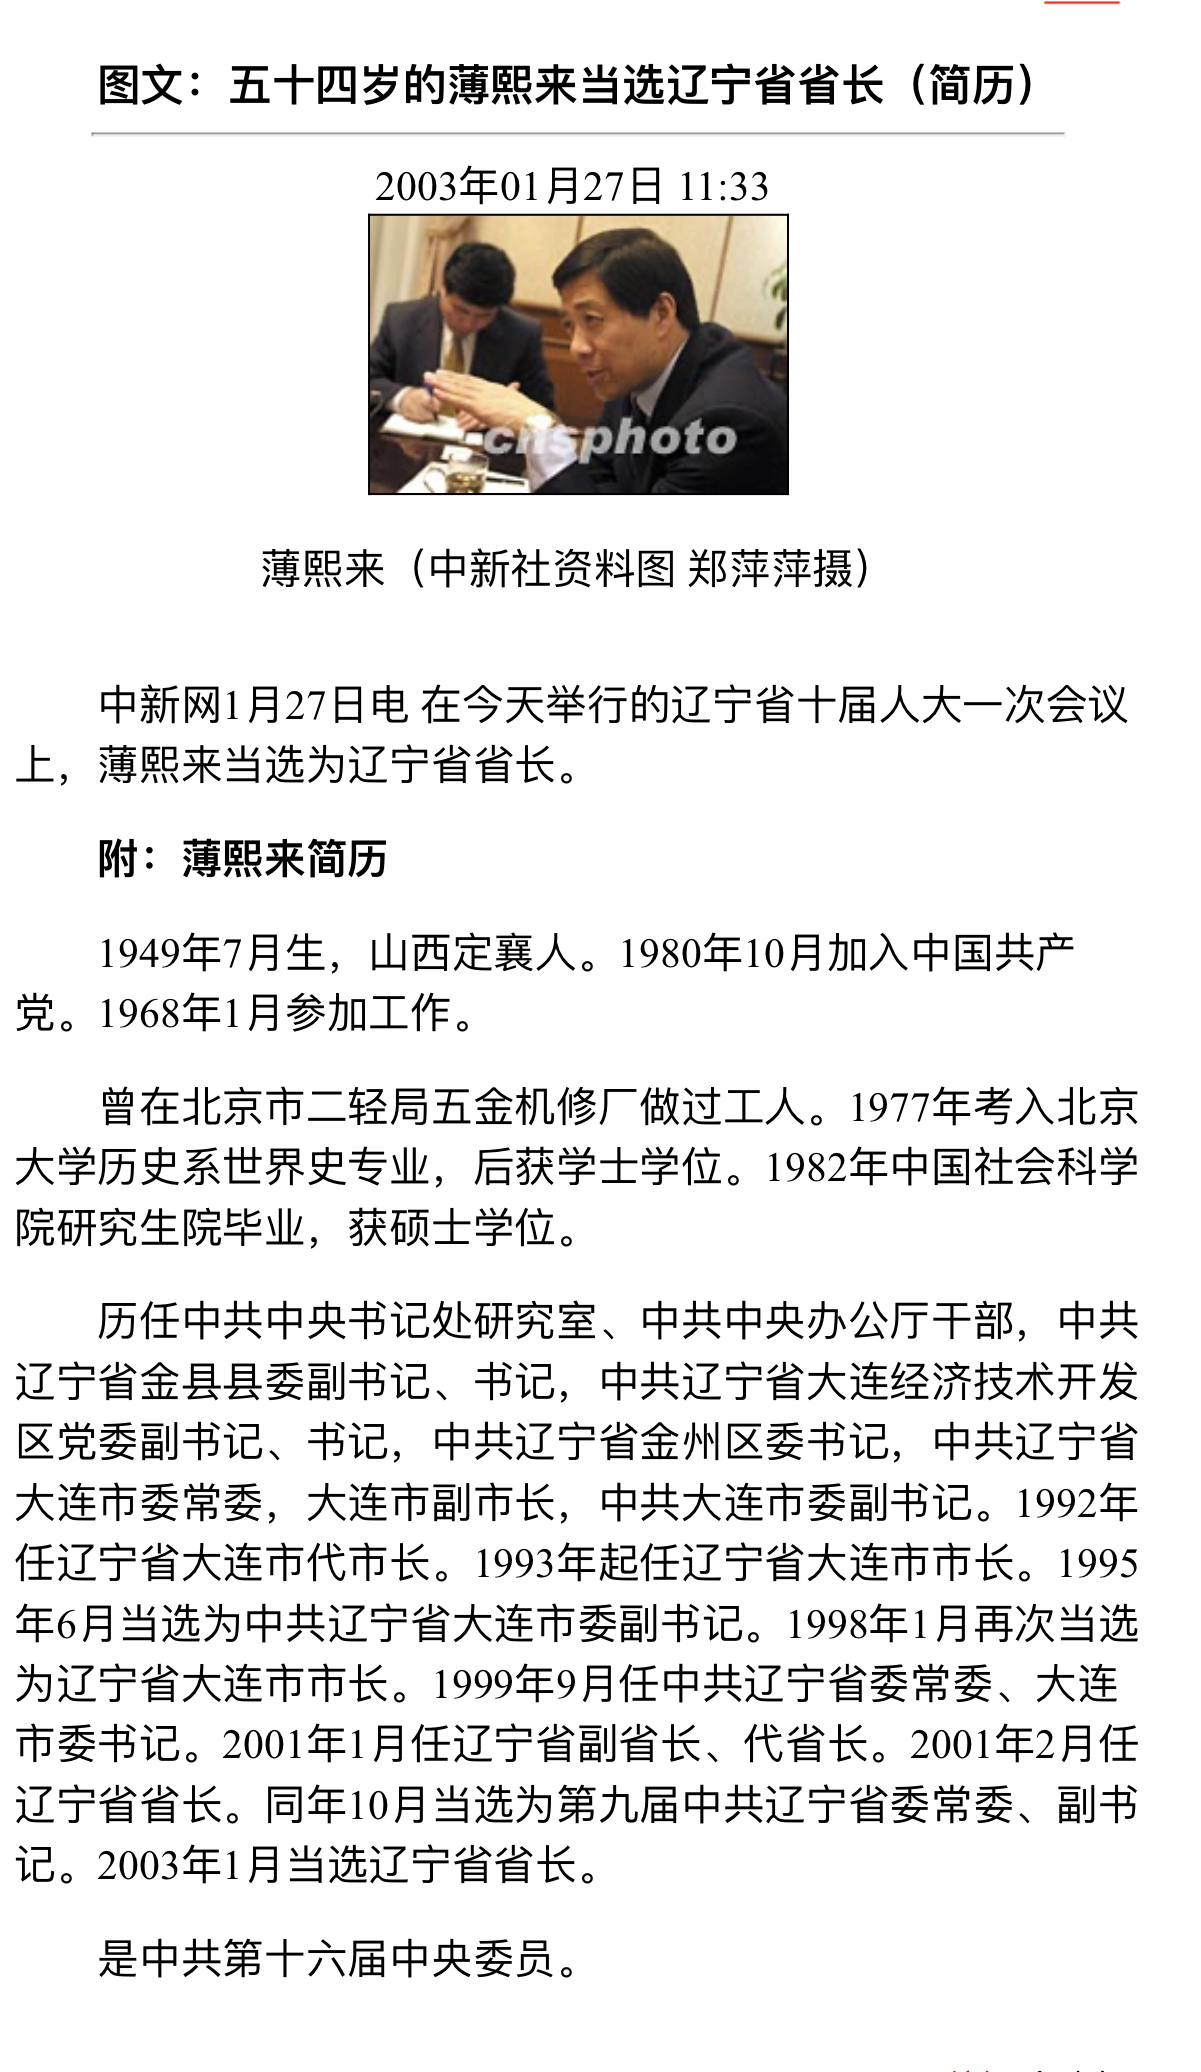 图文：五十四岁的薄熙来当选辽宁省省长（简历）
2003年01月27日 11:33
cnsphoto
薄熙来（中新社资料图 郑萍萍摄）
中新网1月27日电 在今天举行的辽宁省十届人大一次会议
上，薄熙来当选为辽宁省省长。
附：薄熙来简历
1949年7月生，山西定襄人。1980年10月加入中国共产
党。1968年1月参加工作。
曾在北京市二轻局五金机修厂做过工人。1977年考入北京
大学历史系世界史专业，后获学士学位。1982年中国社会科学
院研究生院毕业，获硕士学位。
历任中共中央书记处研究室、中共中央办公厅干部，中共
辽宁省金县县委副书记、书记，中共辽宁省大连经济技术开发
区党委副书记、书记，中共辽宁省金州区委书记，中共辽宁省
大连市委常委，大连市副市长，中共大连市委副书记。1992年
任辽宁省大连市代市长。1993年起任辽宁省大连市市长。1995
年6月当选为中共辽宁省大连市委副书记。1998年1月再次当选
为辽宁省大连市市长。1999年9月任中共辽宁省委常委、大连
市委书记。2001年1月任辽宁省副省长、代省长。2001年2月任
辽宁省省长。同年10月当选为第九届中共辽宁省委常委、副书
记。2003年1月当选辽宁省省长。
是中共第十六届中央委员。